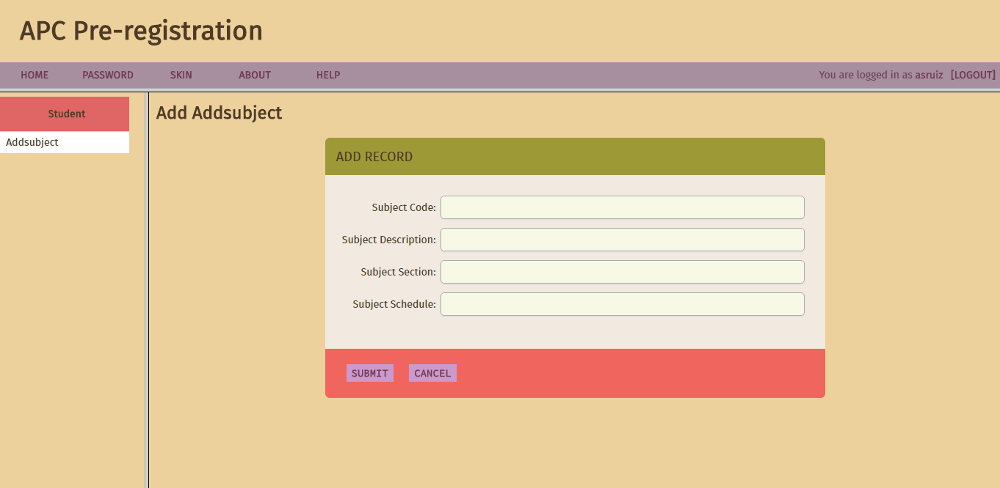 APC Pre-registration
HOME PASSWORD SKIN ABOUT HELP You are logged in as asruiz [LOGOUT]
Student
Addsubject
Add Addsubject
ADD RECORD
Subject Code:
Subject Description:
Subject Section:
Subject Schedule:
SUBMIT CANCEL